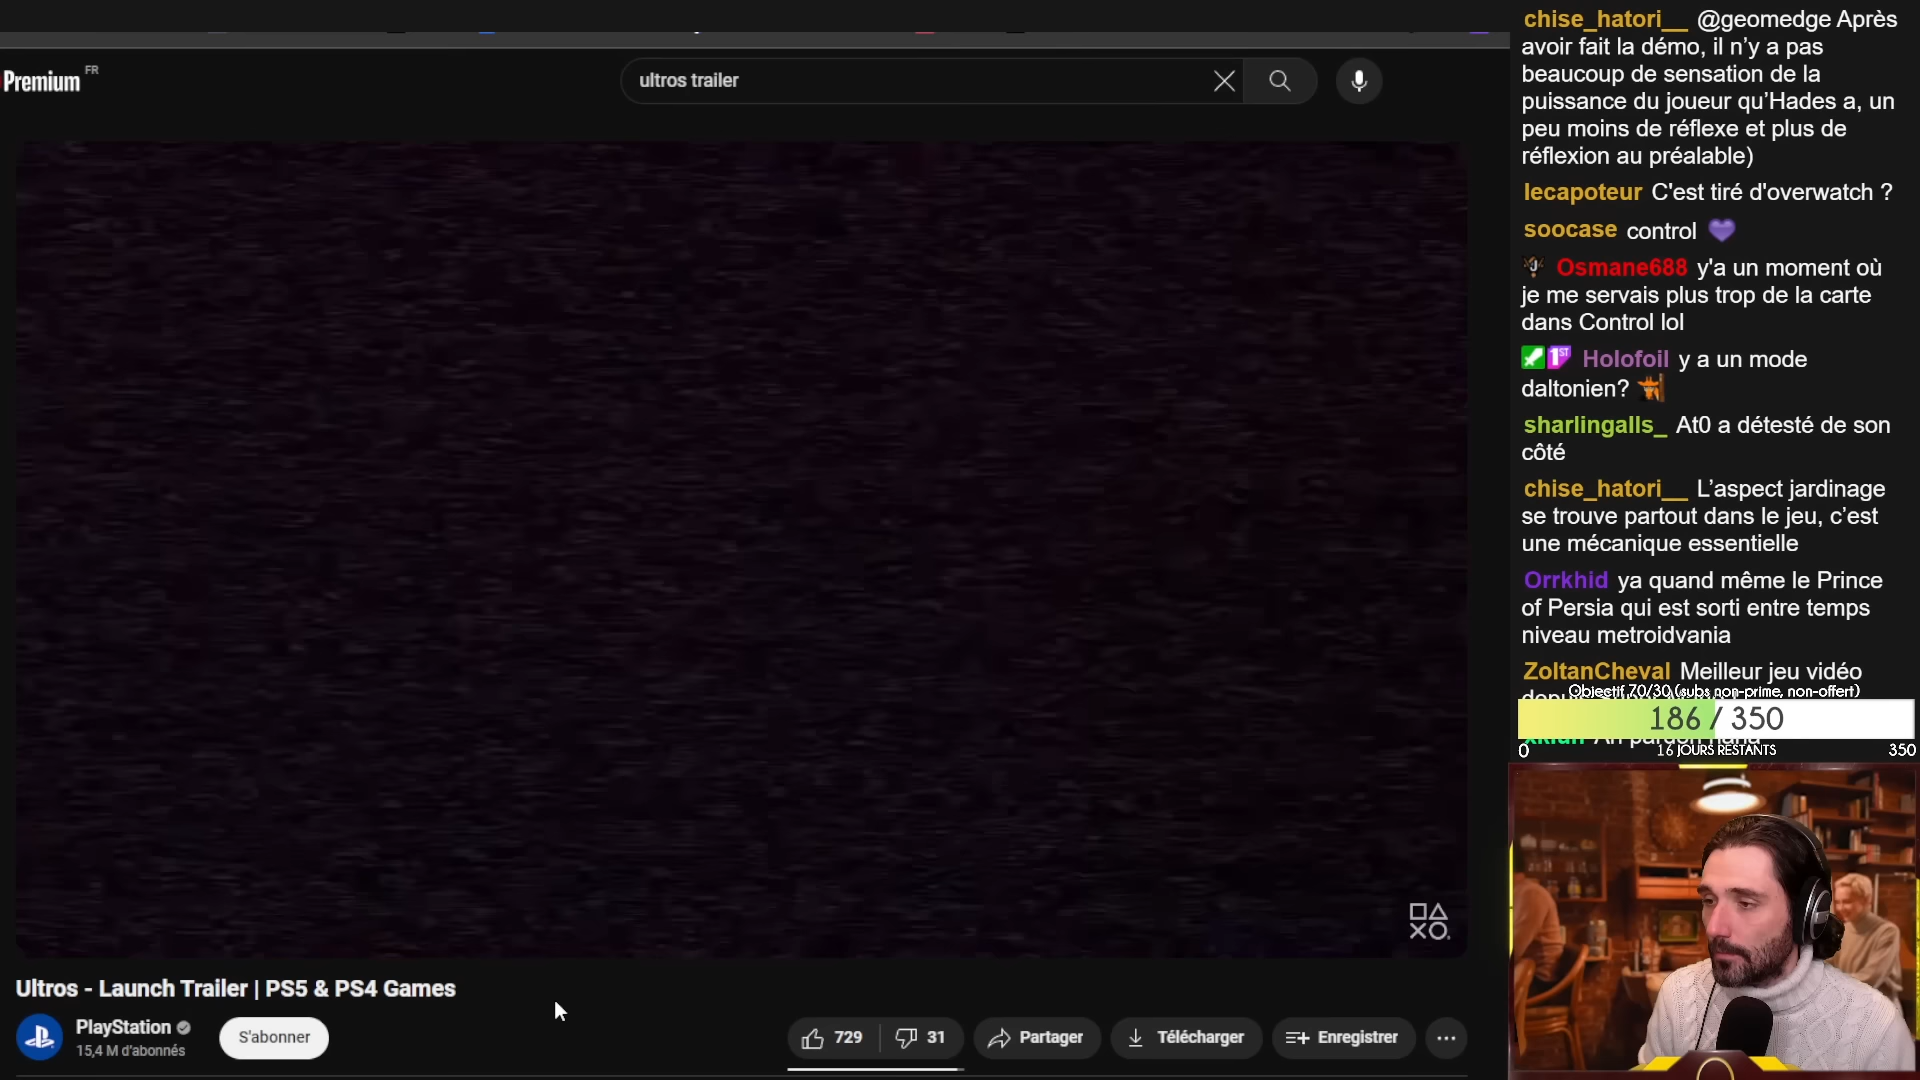 Premium FR
ultros trailer
chise_hatori__ @geomedge Après
avoir fait la démo, il n’y a pas
beaucoup de sensation de la
puissance du joueur qu’Hades a, un
peu moins de réflexe et plus de
réflexion au préalable)
lecapoteur C'est tiré d'overwatch ?
soocase control
Osmane688 y'a un moment où
je me servais plus trop de la carte
dans Control lol
1ST Holofoil y a un mode
daltonien?
sharlingalls_ At0 a détesté de son
côté
chise_hatori__ L’aspect jardinage
se trouve partout dans le jeu, c’est
une mécanique essentielle
Orrkhid ya quand même le Prince
of Persia qui est sorti entre temps
niveau metroidvania
ZoltanCheval Meilleur jeu vidéo
Objectif 70/30 (subs non-prime, non-offert)
186 / 350
0 16 JOURS RESTANTS 350
Ultros - Launch Trailer | PS5 & PS4 Games
PlayStation
15,4 M d'abonnés
S'abonner
729
31
Partager
Télécharger
Enregistrer